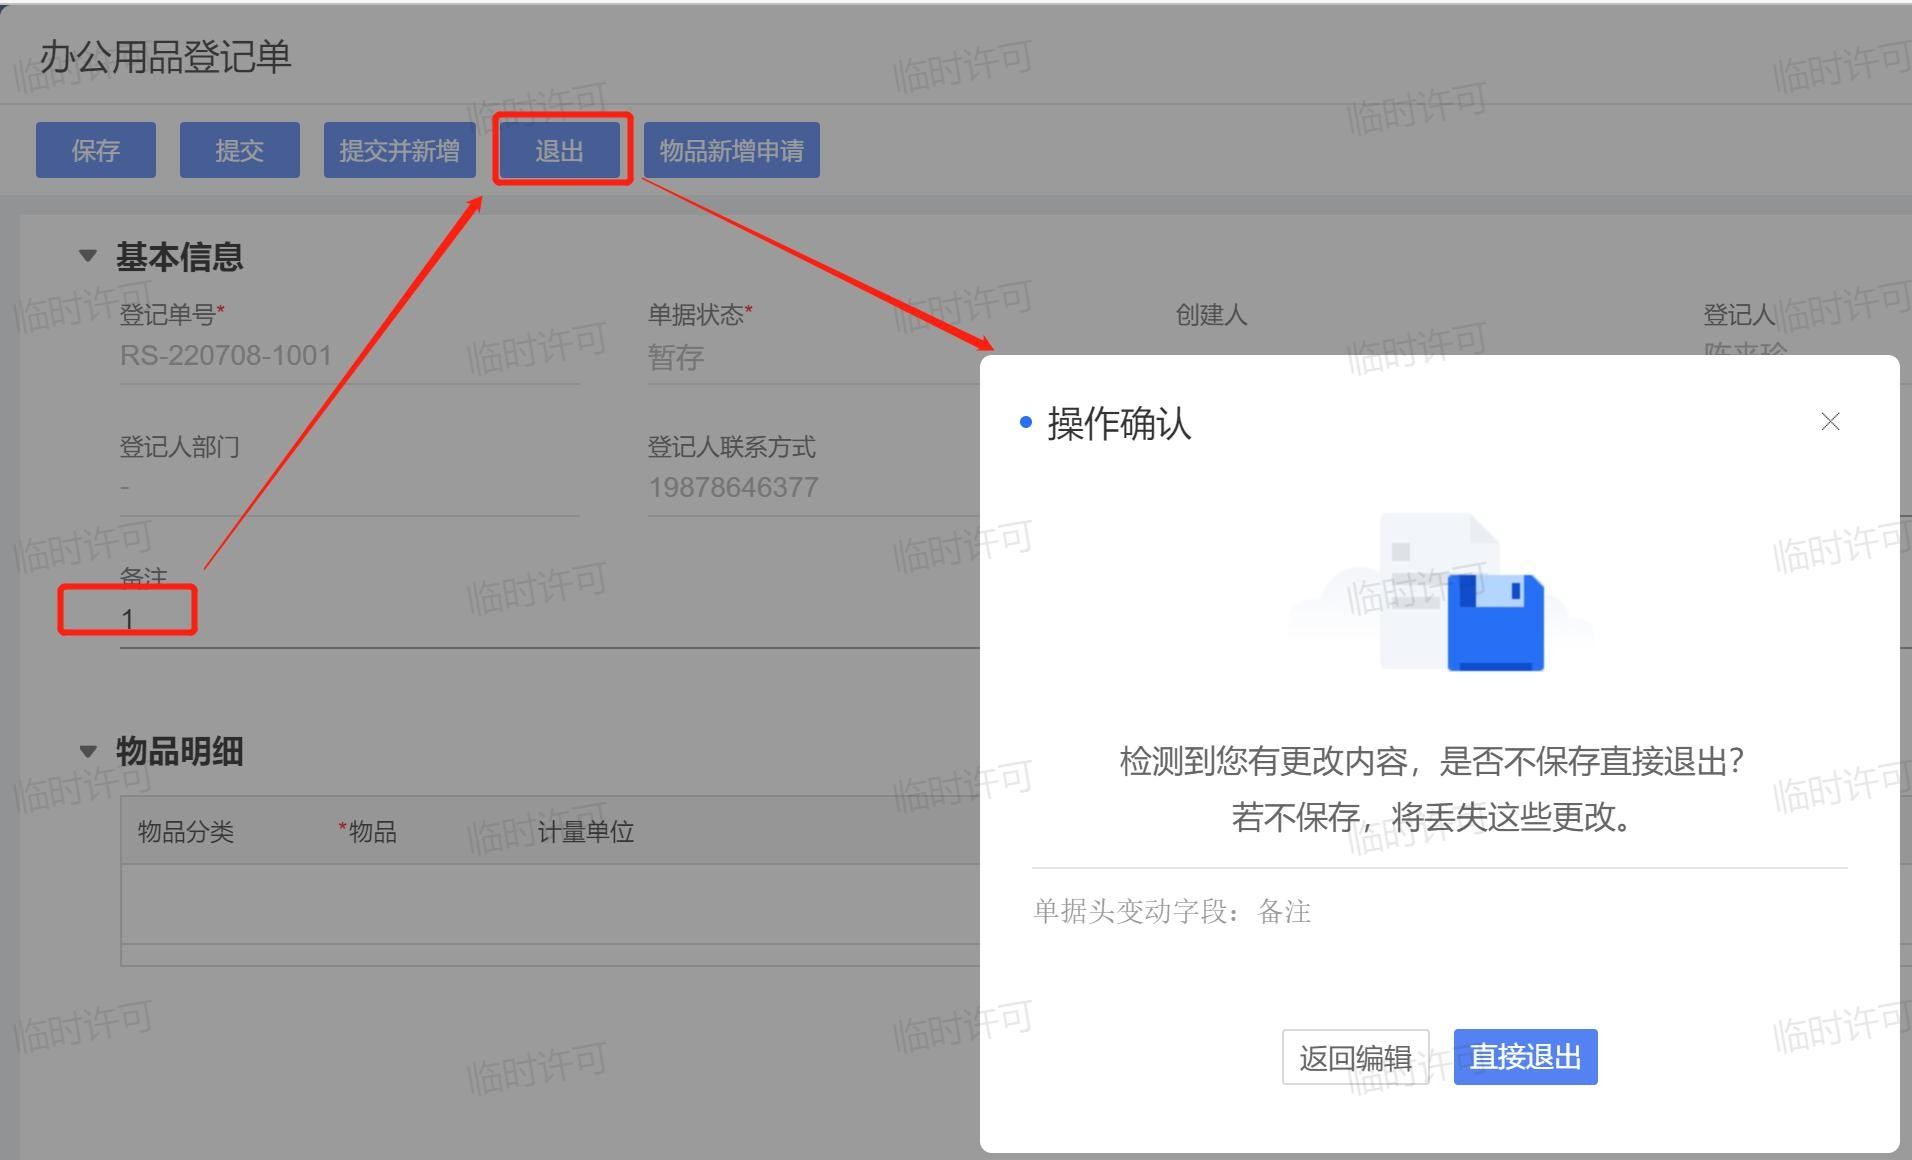 办公用品登记单
保存 提交 提交并新增 退出 物品新增申请
基本信息
登记单号* 单据状态* 创建人 登记人
RS-220708-1001 暂存
登记人部门 登记人联系方式
- 19878646377
备注
1
物品明细
物品分类 *物品 计量单位
操作确认
检测到您有更改内容，是否不保存直接退出？
若不保存，将丢失这些更改。
单据头变动字段：备注
返回编辑 直接退出
临时许可